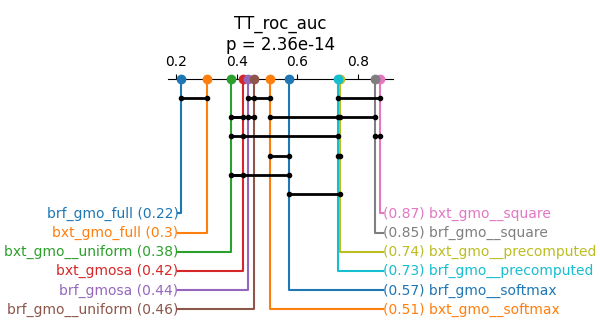 TT_roc_auc
p = 2.36e-14
0.2 0.4 0.6 0.8
brf_gmo_full (0.22) (0.87) bxt_gmo__square
bxt_gmo_full (0.3) (0.85) brf_gmo__square
bxt_gmo__uniform (0.38) (0.74) bxt_gmo__precomputed
bxt_gmosa (0.42) (0.73) brf_gmo__precomputed
brf_gmosa (0.44) (0.57) brf_gmo__softmax
brf_gmo__uniform (0.46) (0.51) bxt_gmo__softmax